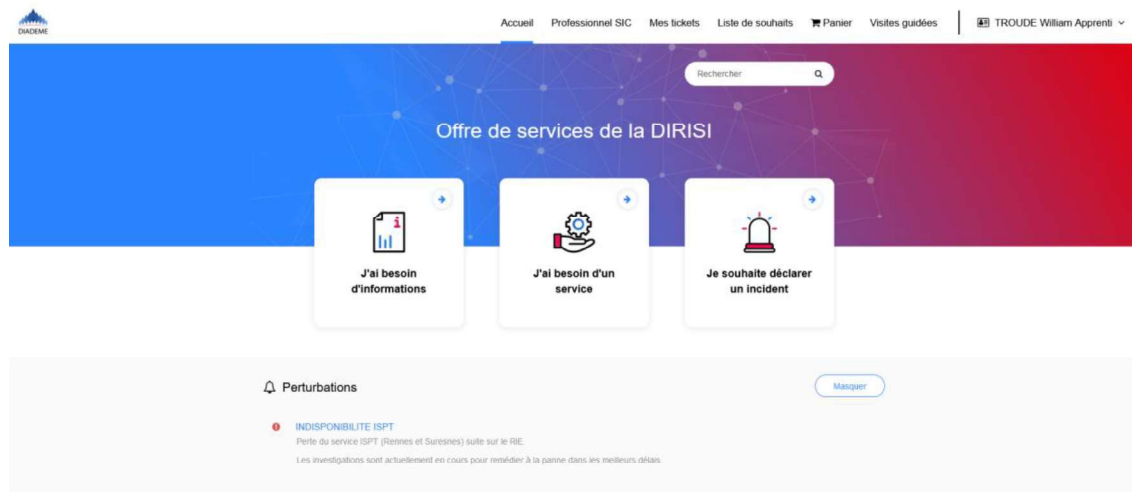 DIADEME
Accueil Professionnel SIC Mes tickets Liste de souhaits Panier Visites guidées TROUDE William Apprenti
Rechercher
Offre de services de la DIRISI
i
J'ai besoin d'informations
J'ai besoin d'un service
Je souhaite déclarer un incident
Perturbations
Masquer
INDISPONIBILITE ISPT
Perte du service ISPT (Rennes et Suresnes) suite sur le RIE.
Les investigations sont actuellement en cours pour remédier à la panne dans les meilleurs délais.